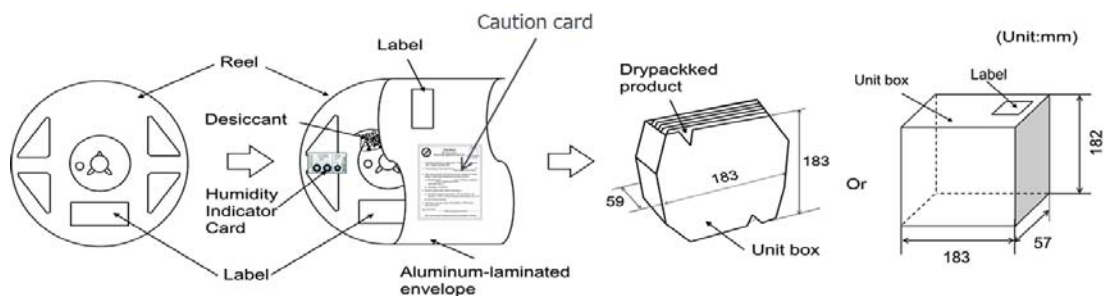 Caution card
Label
(Unit:mm)
Reel
Drypackked
product
Unit box
Label
Desiccant
183
182
183
59
Or
Humidity
Indicator
Card
Unit box
57
183
Label
Aluminum-laminated
envelope